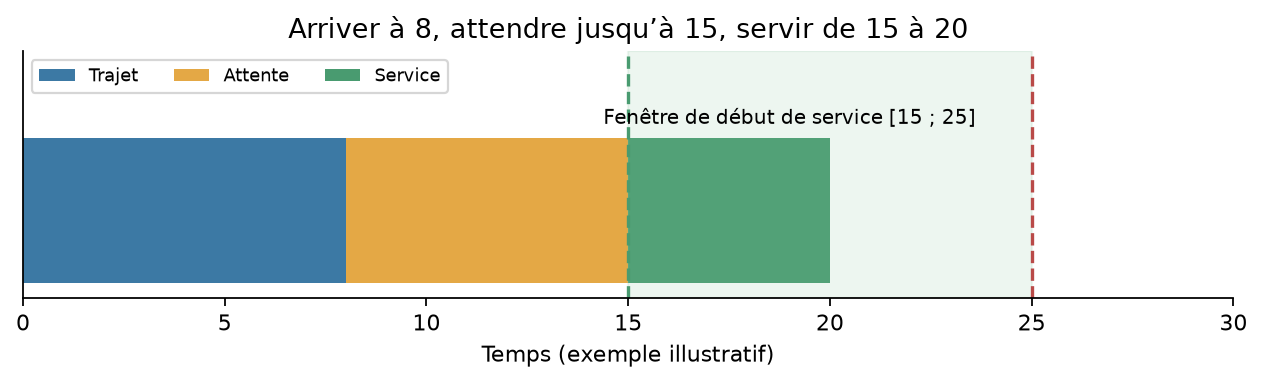 Arriver à 8, attendre jusqu’à 15, servir de 15 à 20
Trajet Attente Service
Fenêtre de début de service [15 ; 25]
0 5 10 15 20 25 30
Temps (exemple illustratif)